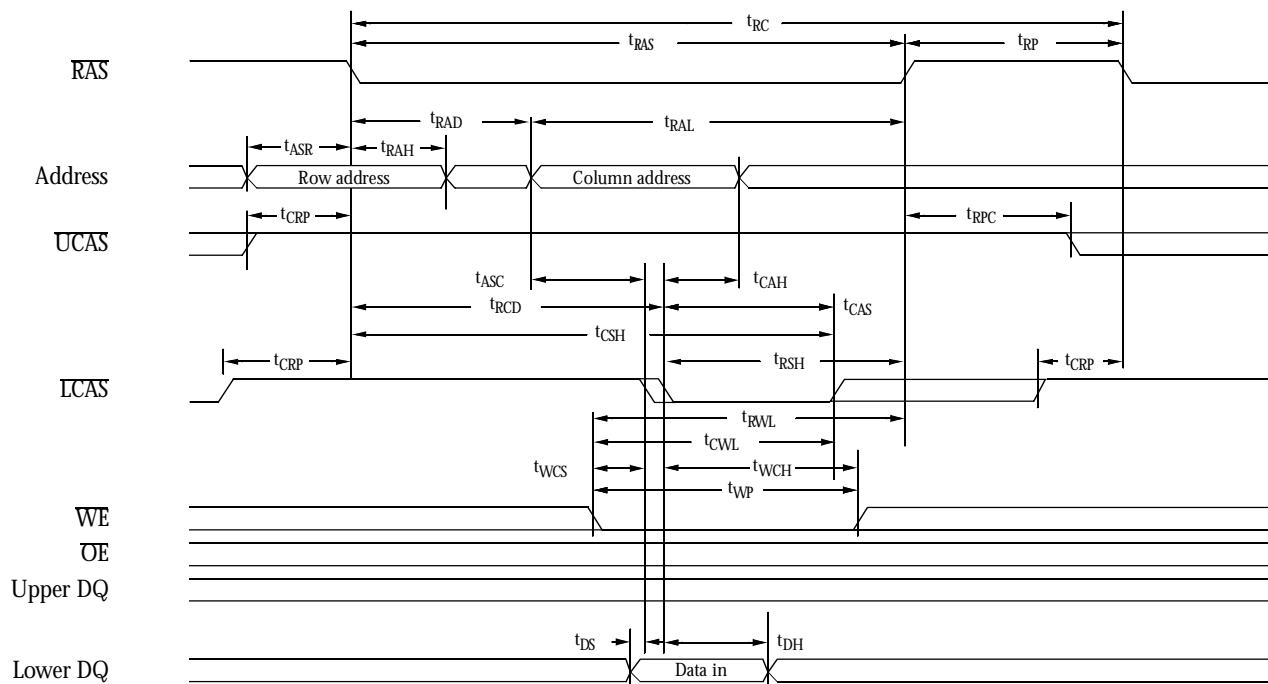 tRC
tRAS
tRP
RAS
tRAD
tRAL
tASR
tRAH
Address
Row address
Column address
tCRP
tRPC
UCAS
tASC
tCAH
tRCD
tCAS
tCSH
tCRP
tRSH
tCRP
LCAS
tRWL
tCWL
tWCS
tWCH
tWP
WE
OE
Upper DQ
tDS
tDH
Lower DQ
Data in